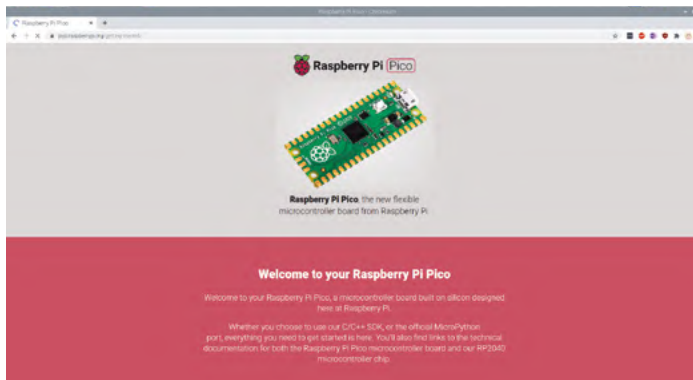 Raspberry Pi Pico
Raspberry Pi Pico
Raspberry Pi Pico, the new flexible
microcontroller board from Raspberry Pi
Welcome to your Raspberry Pi Pico
Welcome to your Raspberry Pi Pico, a microcontroller board built on silicon designed
here at Raspberry Pi.
Whether you choose to use our C/C++ SDK, or the official MicroPython
port, everything you need to get started is here. You'll also find links to the technical
documentation for both the Raspberry Pi Pico microcontroller board and our RP2040
microcontroller chip.